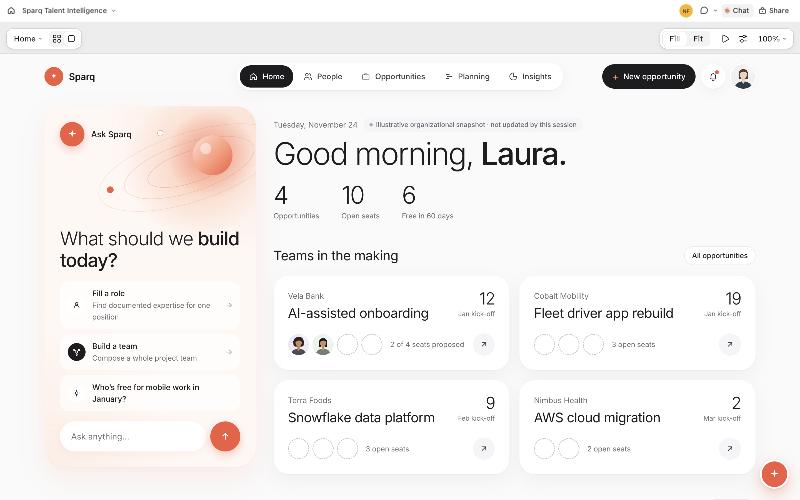 Sparq Talent Intelligence
NF
Chat
Share
Home
Fill
Fit
100%
Sparq
Home
People
Opportunities
Planning
Insights
+ New opportunity
Ask Sparq
What should we build
today?
Fill a role
Find documented expertise for one
position
Build a team
Compose a whole project team
Who's free for mobile work in
January?
Ask anything...
Tuesday, November 24
Illustrative organizational snapshot · not updated by this session
Good morning, Laura.
4
Opportunities
10
Open seats
6
Free in 60 days
Teams in the making
All opportunities
Vela Bank
12
AI-assisted onboarding
Jan kick-off
2 of 4 seats proposed
Cobalt Mobility
19
Fleet driver app rebuild
Jan kick-off
3 open seats
Terra Foods
9
Snowflake data platform
Feb kick-off
3 open seats
Nimbus Health
2
AWS cloud migration
Mar kick-off
2 open seats